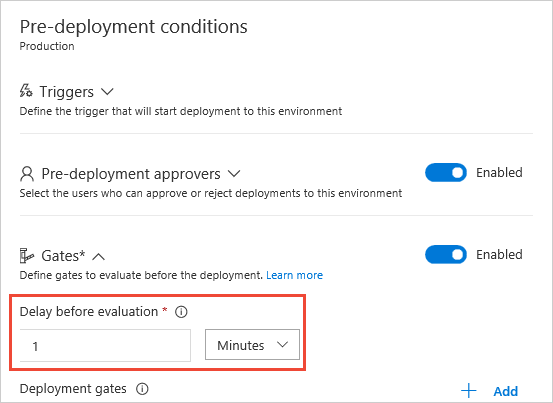 Pre-deployment conditions
Production
Triggers
Define the trigger that will start deployment to this environment
Pre-deployment approvers
Enabled
Select the users who can approve or reject deployments to this environment
Gates*
Enabled
Define gates to evaluate before the deployment. Learn more
Delay before evaluation *
1
Minutes
Deployment gates
Add